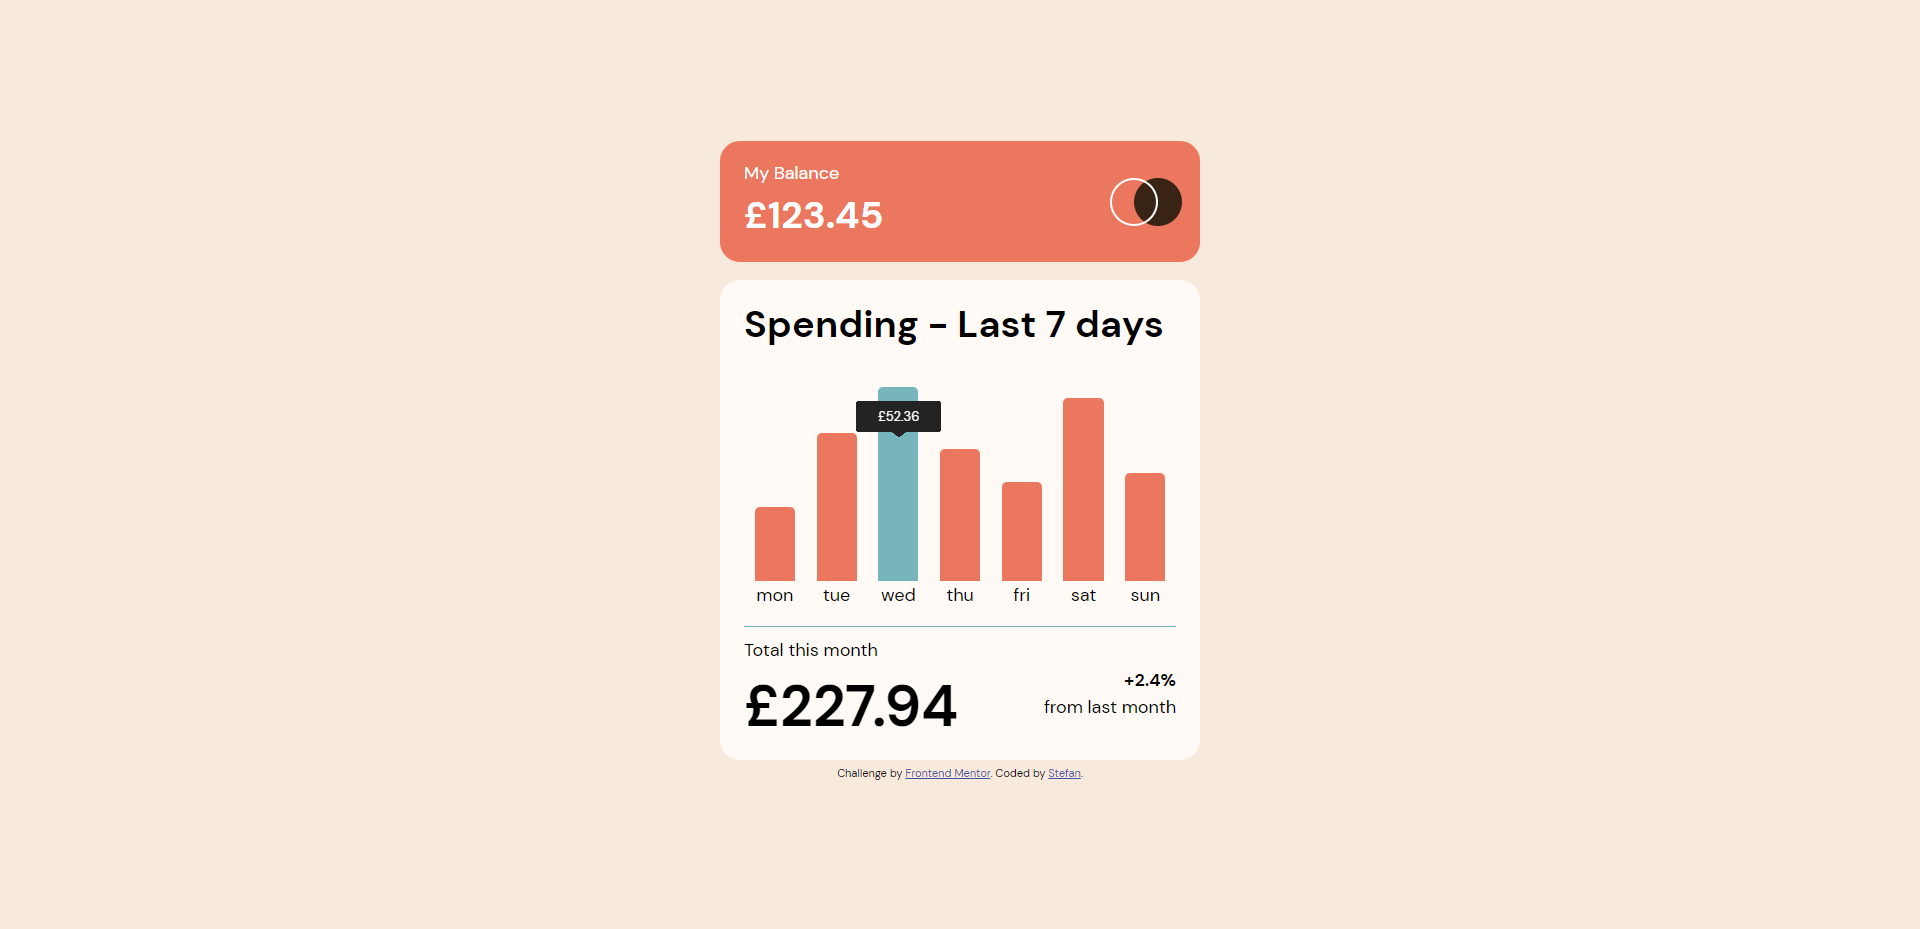 My Balance
£123.45
Spending - Last 7 days
£52.36
mon tue wed thu fri sat sun
Total this month
£227.94
+2.4%
from last month
Challenge by Frontend Mentor. Coded by Stefan.